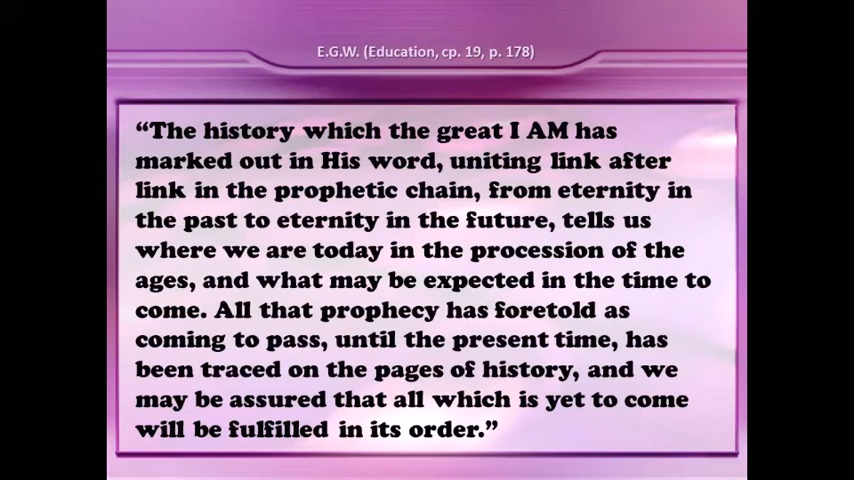 E.G.W. (Education, cp. 19, p. 178)
“The history which the great I AM has
marked out in His word, uniting link after
link in the prophetic chain, from eternity in
the past to eternity in the future, tells us
where we are today in the procession of the
ages, and what may be expected in the time to
come. All that prophecy has foretold as
coming to pass, until the present time, has
been traced on the pages of history, and we
may be assured that all which is yet to come
will be fulfilled in its order.”